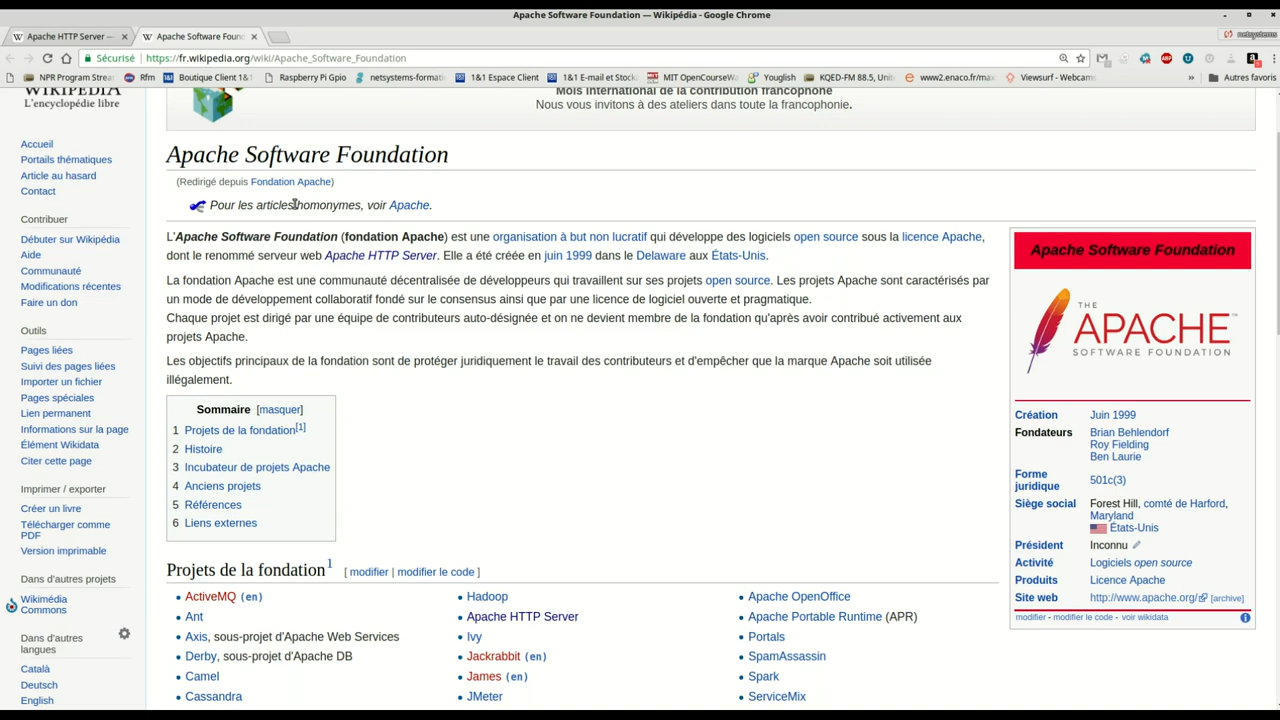 Apache Software Foundation — Wikipédia - Google Chrome
Apache HTTP Server —
Apache Software Foun
netsystems
Sécurisé
https://fr.wikipedia.org/wiki/Apache_Software_Foundation
NPR Program Strea
Rfm
Boutique Client 1&1
Raspberry Pi Gpio
netsystems-format
1&1 Espace Client
1&1 E-mail et Stock
MIT OpenCourseW
Youglish
KQED-FM 88.5, Uni
www2.enaco.fr/ma
Viewsurf - Webcam
»
Autres favoris
WIKIPÉDIA
L'encyclopédie libre
Mois international de la contribution francophone
Nous vous invitons à des ateliers dans toute la francophonie.
Accueil
Portails thématiques
Article au hasard
Contact
Contribuer
Débuter sur Wikipédia
Aide
Communauté
Modifications récentes
Faire un don
Outils
Pages liées
Suivi des pages liées
Importer un fichier
Pages spéciales
Lien permanent
Informations sur la page
Élément Wikidata
Citer cette page
Imprimer / exporter
Créer un livre
Télécharger comme
PDF
Version imprimable
Dans d'autres projets
Wikimédia
Commons
Dans d'autres
langues
Català
Deutsch
English
Apache Software Foundation
(Redirigé depuis Fondation Apache)
Pour les articles homonymes, voir Apache.
L'Apache Software Foundation (fondation Apache) est une organisation à but non lucratif qui développe des logiciels open source sous la licence Apache,
dont le renommé serveur web Apache HTTP Server. Elle a été créée en juin 1999 dans le Delaware aux États-Unis.
La fondation Apache est une communauté décentralisée de développeurs qui travaillent sur ses projets open source. Les projets Apache sont caractérisés par
un mode de développement collaboratif fondé sur le consensus ainsi que par une licence de logiciel ouverte et pragmatique.
Chaque projet est dirigé par une équipe de contributeurs auto-désignée et on ne devient membre de la fondation qu'après avoir contribué activement aux
projets Apache.
Les objectifs principaux de la fondation sont de protéger juridiquement le travail des contributeurs et d'empêcher que la marque Apache soit utilisée
illégalement.
Sommaire [masquer]
1 Projets de la fondation[1]
2 Histoire
3 Incubateur de projets Apache
4 Anciens projets
5 Références
6 Liens externes
Projets de la fondation1 [ modifier | modifier le code ]
ActiveMQ (en)
Ant
Axis, sous-projet d'Apache Web Services
Derby, sous-projet d'Apache DB
Camel
Cassandra
Hadoop
Apache HTTP Server
Ivy
Jackrabbit (en)
James (en)
JMeter
Apache OpenOffice
Apache Portable Runtime (APR)
Portals
SpamAssassin
Spark
ServiceMix
Apache Software Foundation
THE
APACHE™
SOFTWARE FOUNDATION
Création Juin 1999
Fondateurs Brian Behlendorf
Roy Fielding
Ben Laurie
Forme
juridique 501c(3)
Siège social Forest Hill, comté de Harford,
Maryland
États-Unis
Président Inconnu
Activité Logiciels open source
Produits Licence Apache
Site web http://www.apache.org/ [archive]
modifier - modifier le code - voir wikidata